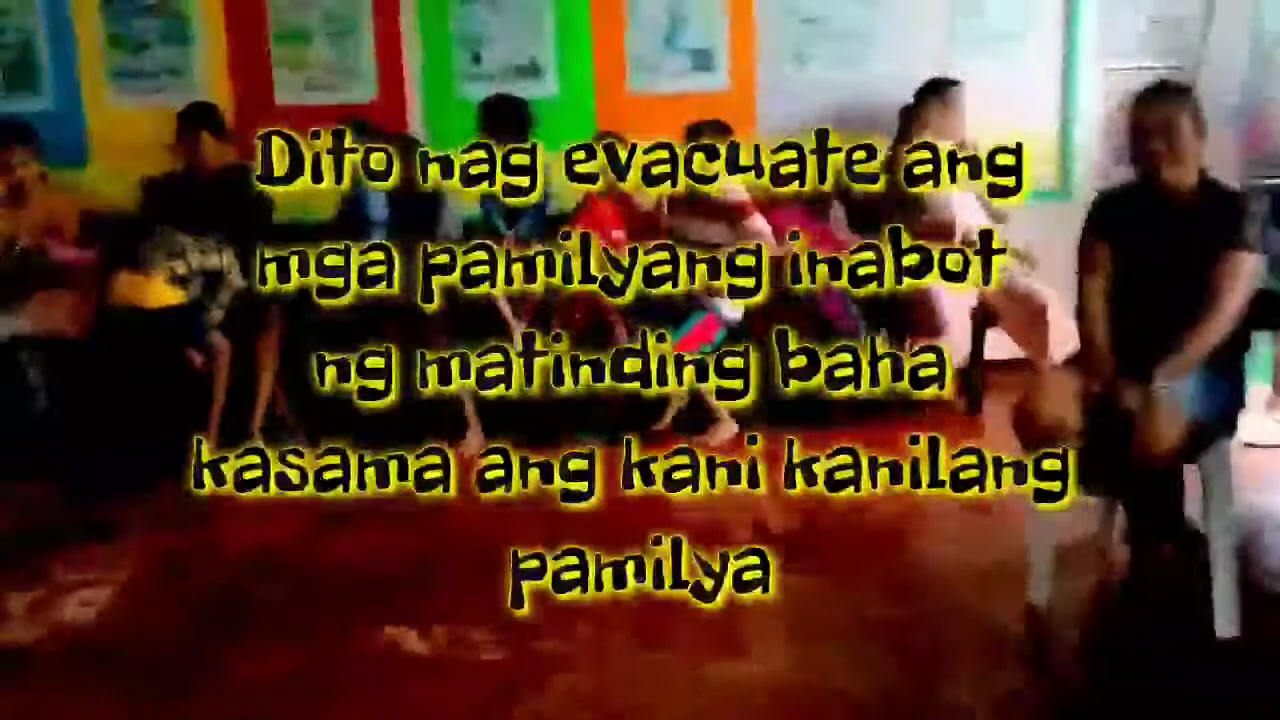 Dito nag evacuate ang
mga pamilyang inabot
ng matinding baha
kasama ang kani kanilang
pamilya